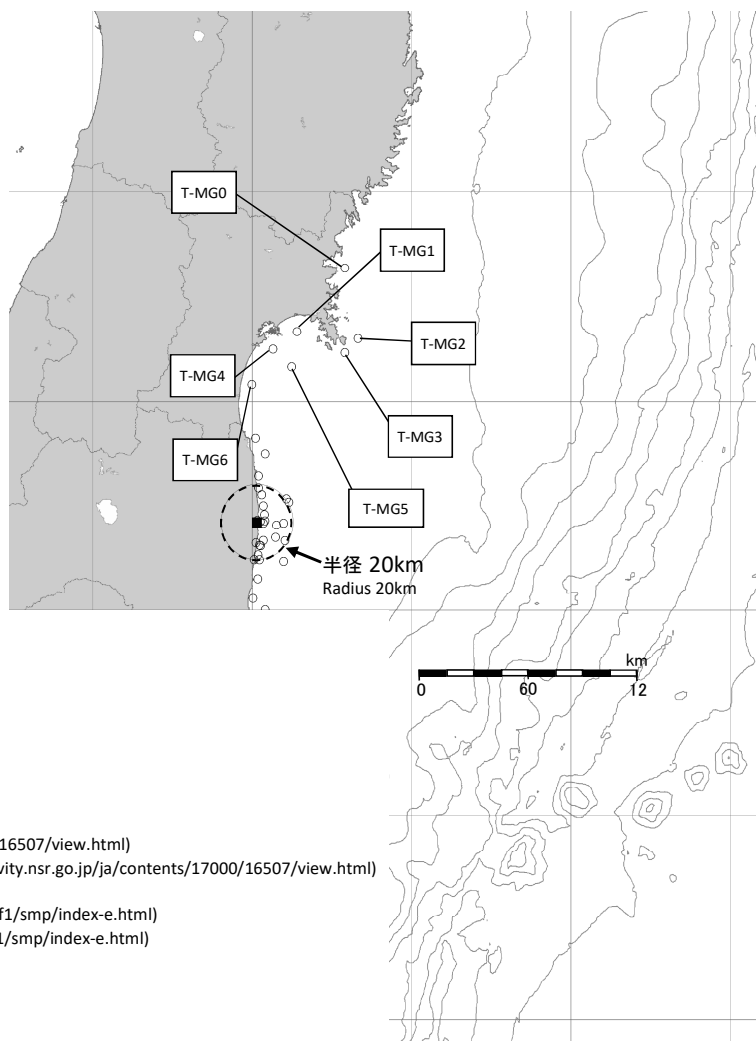 T-MG0
T-MG1
T-MG2
T-MG4
T-MG3
T-MG6
T-MG5
半径 20km
Radius 20km
km
0 60 12
16507/view.html)
vity.nsr.go.jp/ja/contents/17000/16507/view.html)
f1/smp/index-e.html)
1/smp/index-e.html)